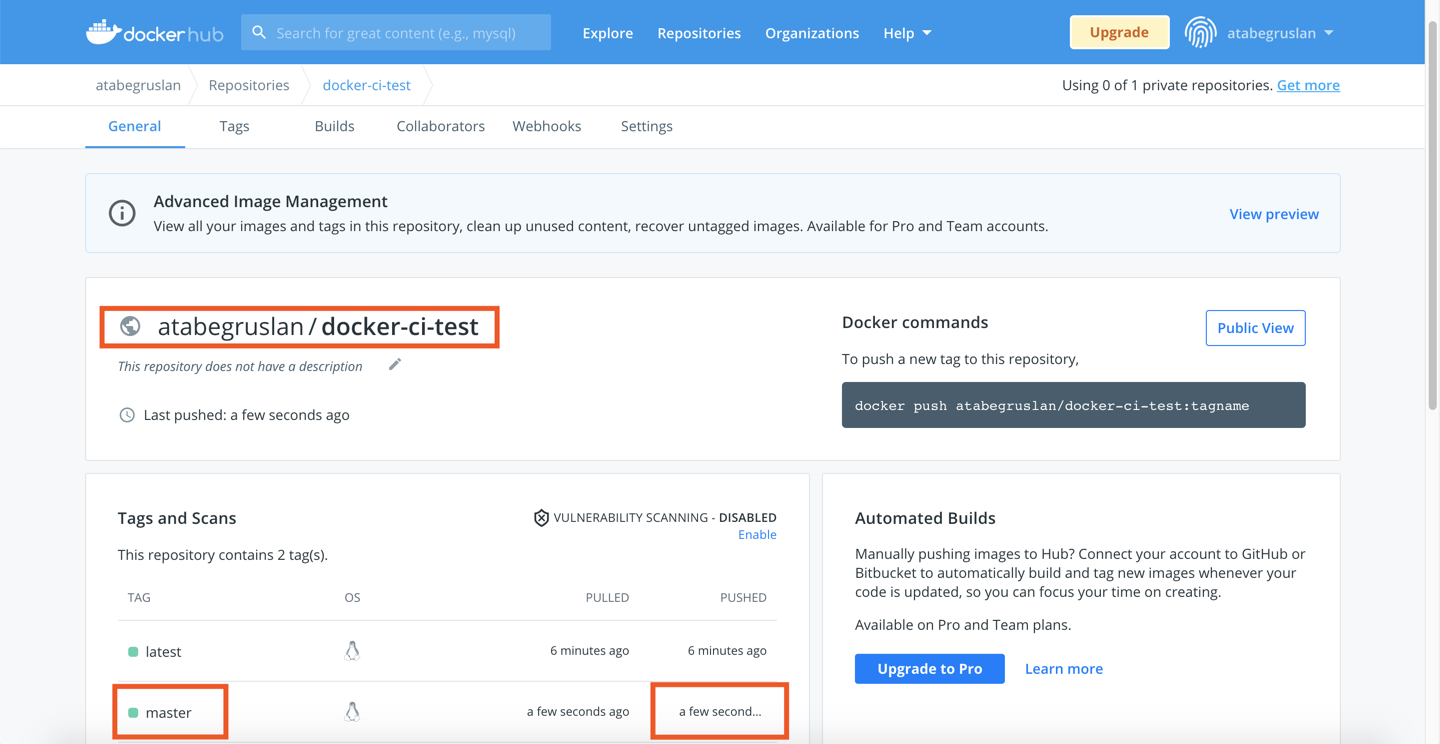 docker hub
Search for great content (e.g., mysql)
Explore
Repositories
Organizations
Help
Upgrade
atabegruslan
atabegruslan
Repositories
docker-ci-test
Using 0 of 1 private repositories. Get more
General
Tags
Builds
Collaborators
Webhooks
Settings
Advanced Image Management
View all your images and tags in this repository, clean up unused content, recover untagged images. Available for Pro and Team accounts.
View preview
atabegruslan / docker-ci-test
This repository does not have a description
Last pushed: a few seconds ago
Docker commands
Public View
To push a new tag to this repository,
docker push atabegruslan/docker-ci-test:tagname
Tags and Scans
VULNERABILITY SCANNING - DISABLED
Enable
This repository contains 2 tag(s).
TAG OS PULLED PUSHED
latest 6 minutes ago 6 minutes ago
master a few seconds ago a few second...
Automated Builds
Manually pushing images to Hub? Connect your account to GitHub or
Bitbucket to automatically build and tag new images whenever your
code is updated, so you can focus your time on creating.
Available on Pro and Team plans.
Upgrade to Pro
Learn more